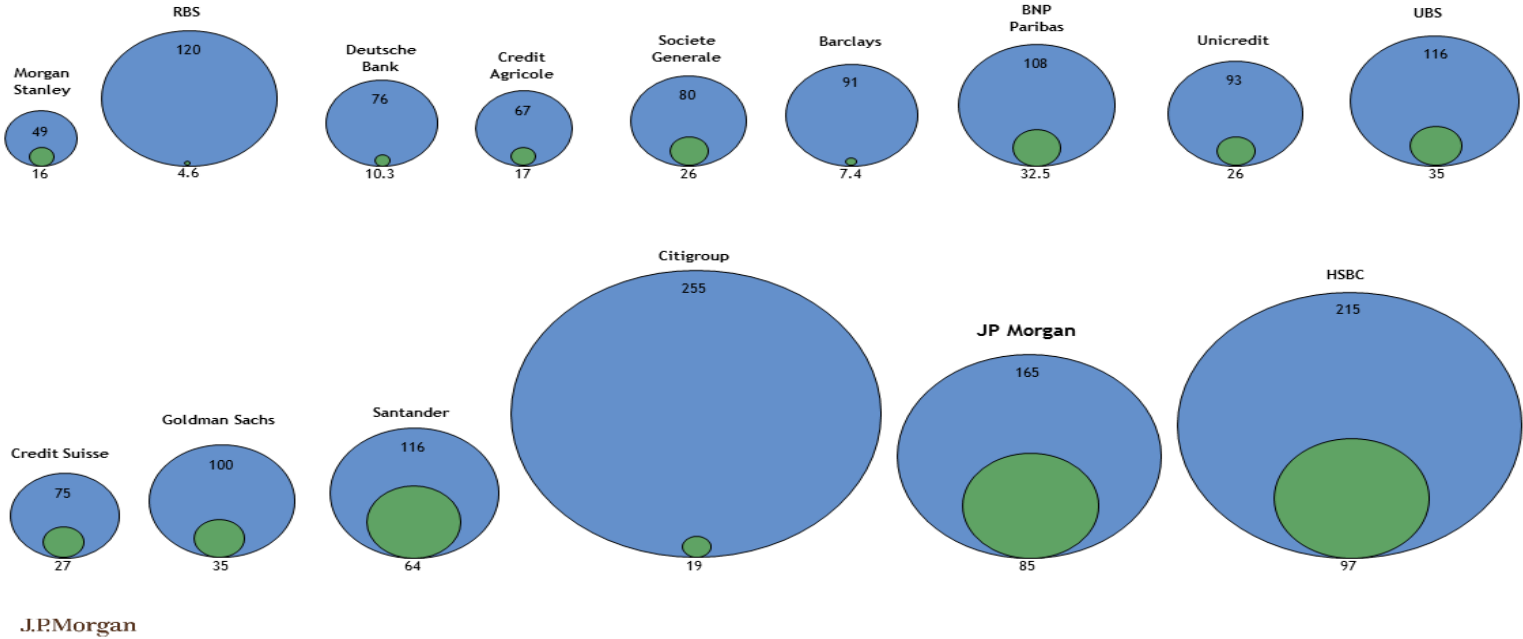 RBS
120
4.6
Morgan
Stanley
49
16
Deutsche
Bank
76
10.3
Credit
Agricole
67
17
Societe
Generale
80
26
Barclays
91
7.4
BNP
Paribas
108
32.5
Unicredit
93
26
UBS
116
35
Credit Suisse
75
27
Goldman Sachs
100
35
Santander
116
64
Citigroup
255
19
JP Morgan
165
85
HSBC
215
97
J.P.Morgan